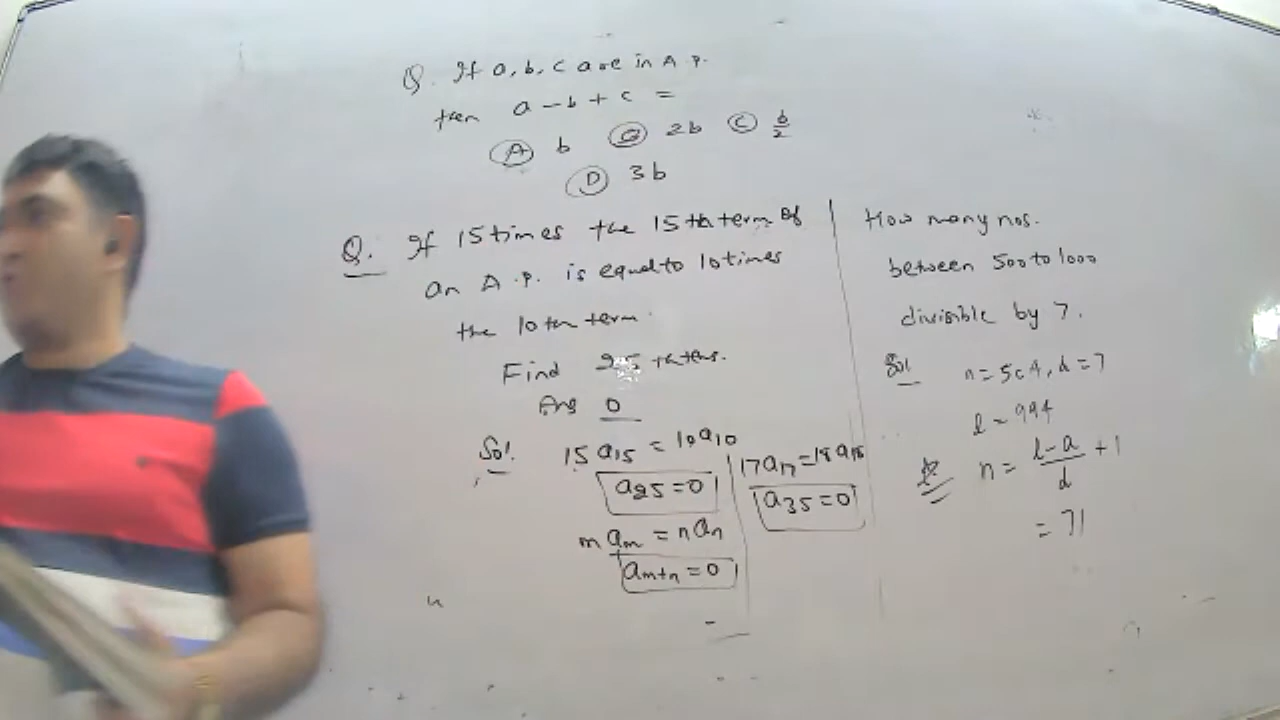 Q. If a, b, c are in A.P.
then a - b + c =
(A) b (B) 2b (C) b/2
(D) 3b
Q. If 15 times the 15th term of
an A.P. is equal to 10 times
the 10th term.
Find 25th term.
Ans 0
Sol. 15 a15 = 10 a10
a25 = 0
m am = n an
am+n = 0
17 a17 = 18 a18
a35 = 0
How many nos.
between 500 to 1000
divisible by 7.
Sol n = 504, d = 7
l = 994
n = l-a/d + 1
= 71